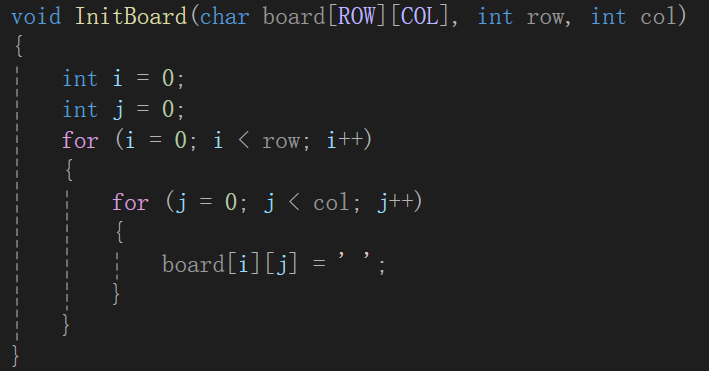 void InitBoard(char board[ROW][COL], int row, int col)
{
    int i = 0;
    int j = 0;
    for (i = 0; i < row; i++)
    {
        for (j = 0; j < col; j++)
        {
            board[i][j] = ' ';
        }
    }
}